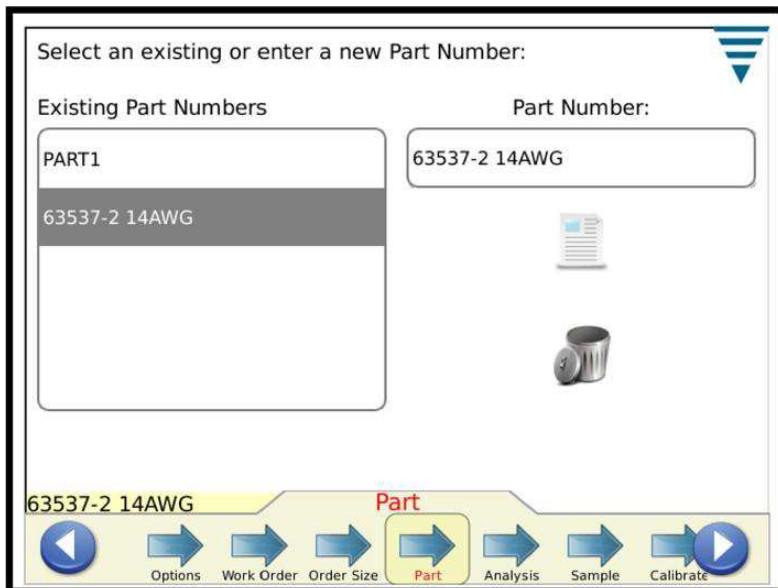 Select an existing or enter a new Part Number:
Existing Part Numbers
Part Number:
PART1
63537-2 14AWG
63537-2 14AWG
63537-2 14AWG
Part
Options
Work Order
Order Size
Part
Analysis
Sample
Calibrate